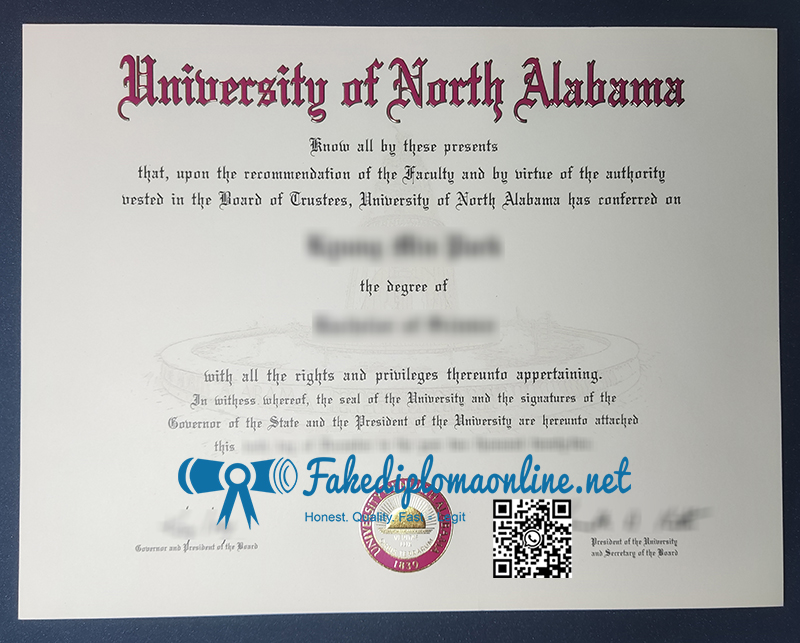 University of North Alabama
Know all by these presents
that, upon the recommendation of the Faculty and by virtue of the authority
vested in the Board of Trustees, University of North Alabama has conferred on
the degree of
with all the rights and privileges thereunto appertaining.
In witness whereof, the seal of the University and the signatures of the
Governor of the State and the President of the University are hereunto attached
this
Fakediplomaonline.net
Honest. Quality. Fast. Legit
1830
Governor and President of the Board
President of the University
and Secretary of the Board